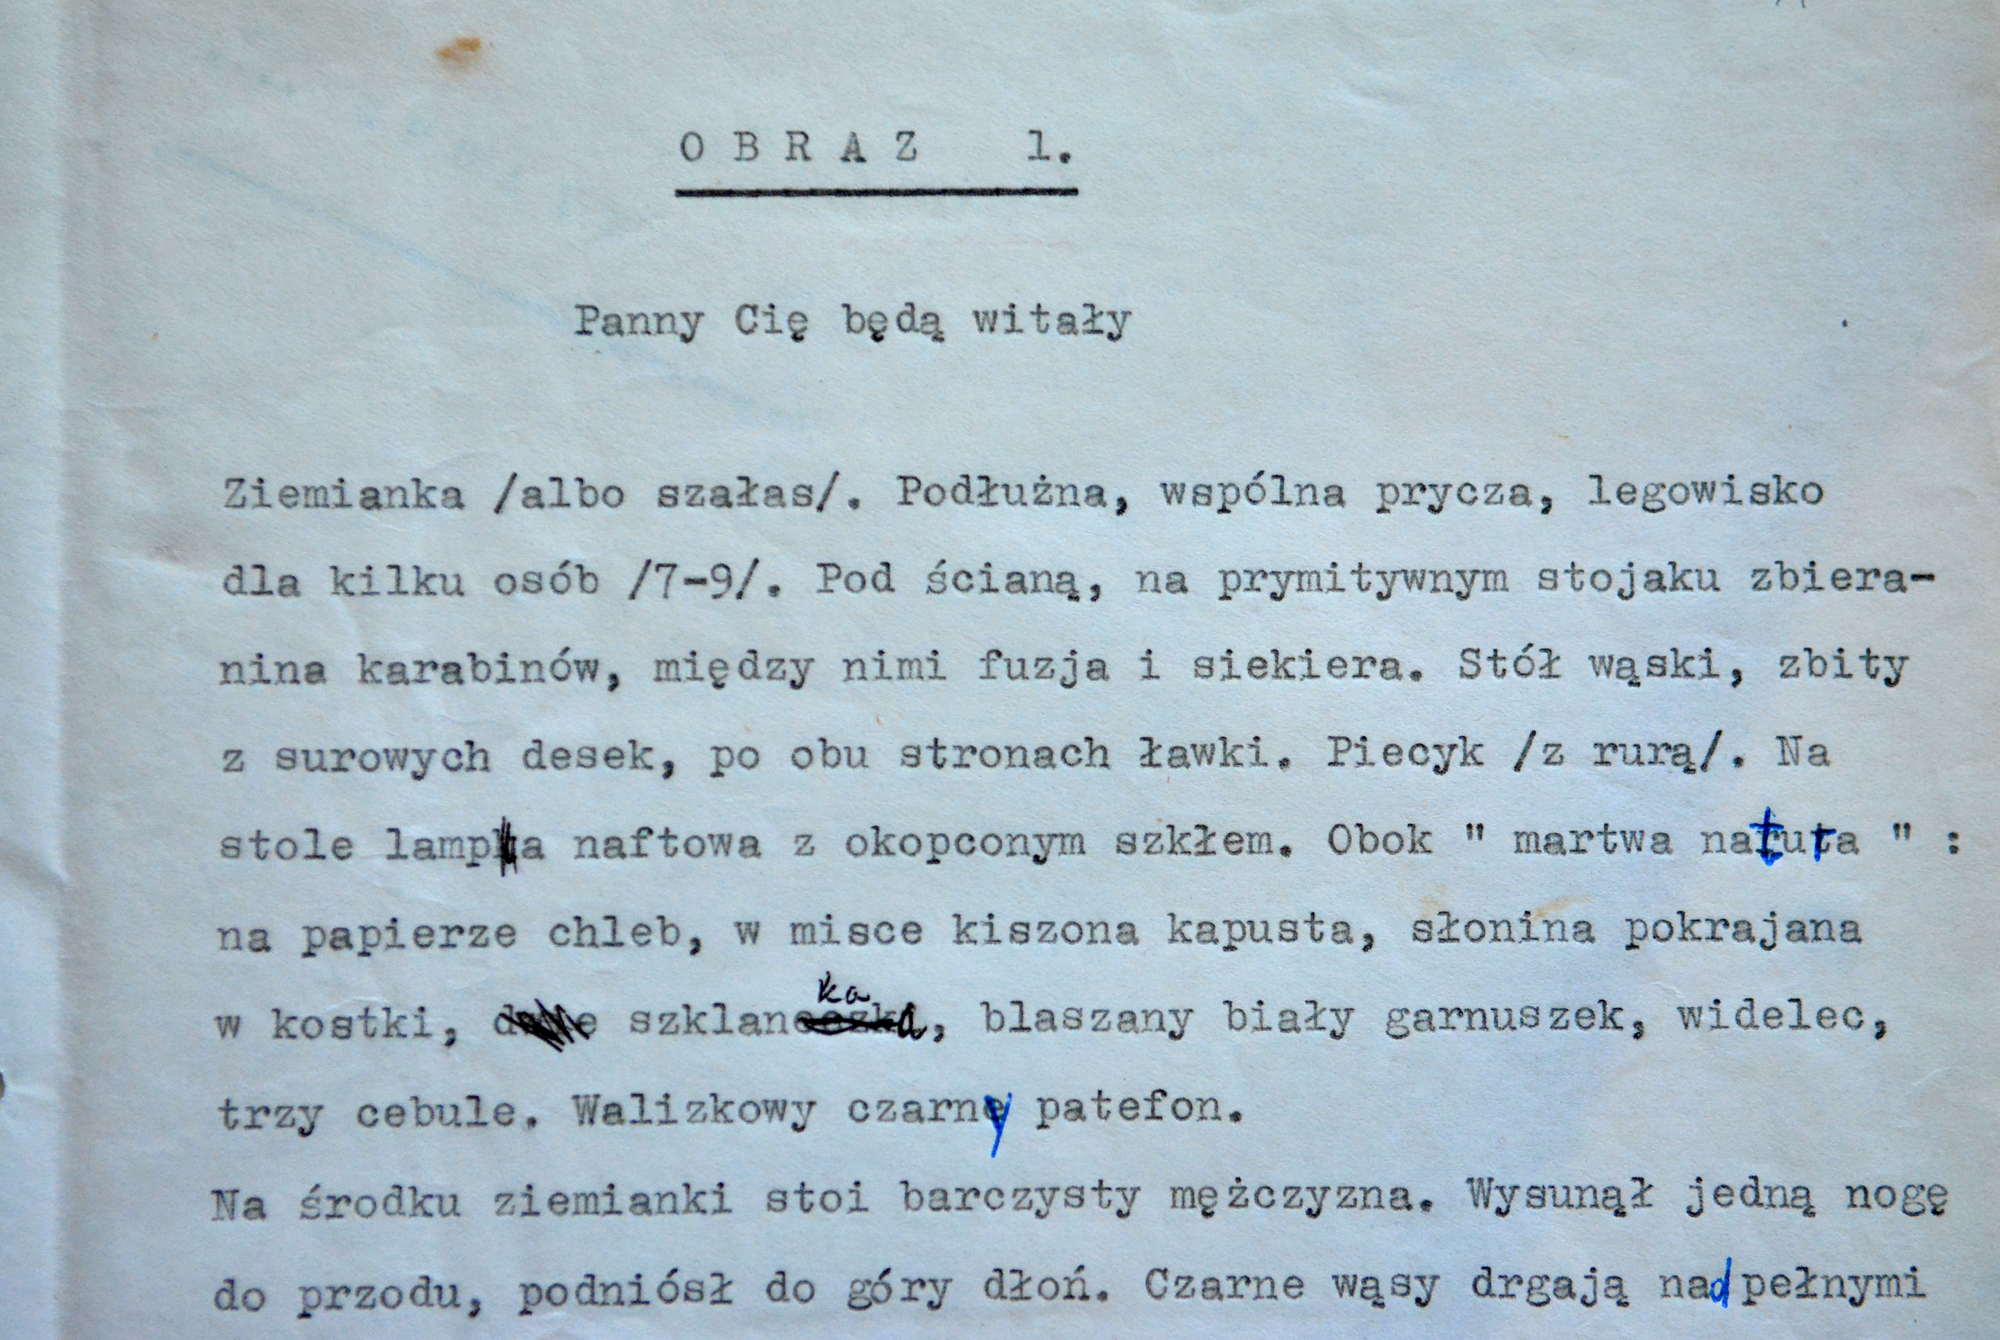 O B R A Z   1.
Panny Cię będą witały
Ziemianka /albo szałas/. Podłużna, wspólna prycza, legowisko
dla kilku osób /7-9/. Pod ścianą, na prymitywnym stojaku zbiera-
nina karabinów, między nimi fuzja i siekiera. Stół wąski, zbity
z surowych desek, po obu stronach ławki. Piecyk /z rurą/. Na
stole lampa naftowa z okopconym szkłem. Obok " martwa natura " :
na papierze chleb, w misce kiszona kapusta, słonina pokrajana
w kostki, szklanka, blaszany biały garnuszek, widelec,
trzy cebule. Walizkowy czarny patefon.
Na środku ziemianki stoi barczysty mężczyzna. Wysunął jedną nogę
do przodu, podniósł do góry dłoń. Czarne wąsy drgają nad pełnymi